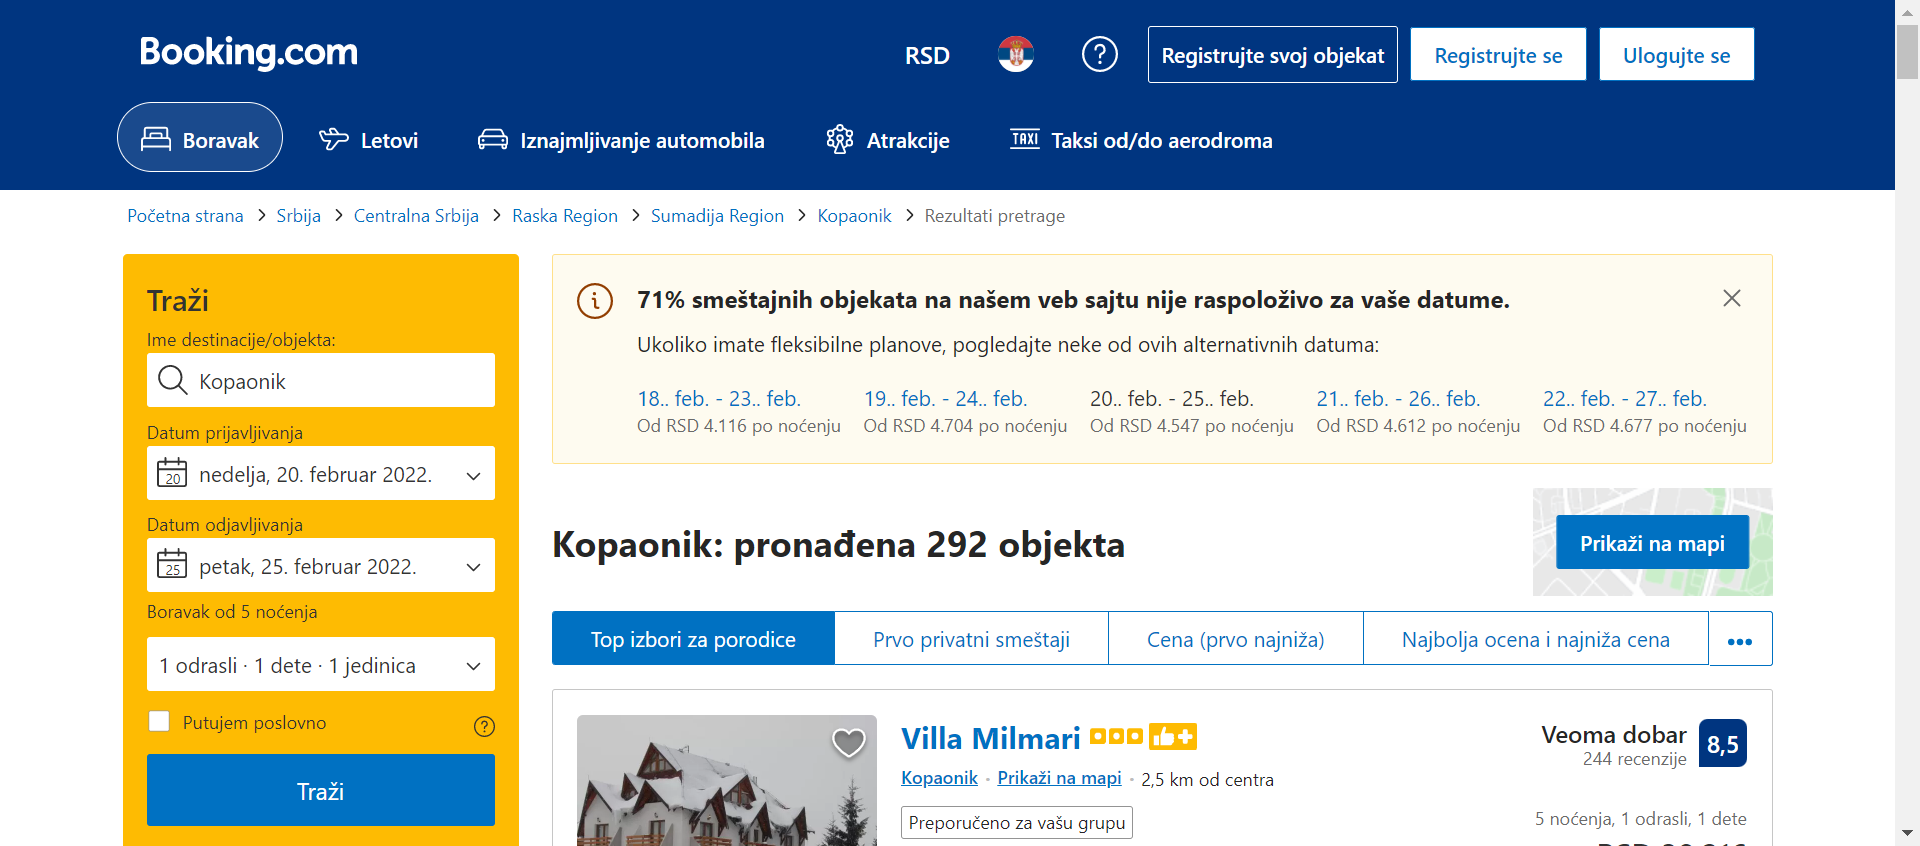 Booking.com
RSD
Registrujte svoj objekat
Registrujte se
Ulogujte se
Boravak
Letovi
Iznajmljivanje automobila
Atrakcije
TAXI Taksi od/do aerodroma
Početna strana > Srbija > Centralna Srbija > Raska Region > Sumadija Region > Kopaonik > Rezultati pretrage
Traži
Ime destinacije/objekta:
Kopaonik
Datum prijavljivanja
20 nedelja, 20. februar 2022.
Datum odjavljivanja
25 petak, 25. februar 2022.
Boravak od 5 noćenja
1 odrasli · 1 dete · 1 jedinica
Putujem poslovno
Traži
71% smeštajnih objekata na našem veb sajtu nije raspoloživo za vaše datume.
Ukoliko imate fleksibilne planove, pogledajte neke od ovih alternativnih datuma:
18.. feb. - 23.. feb.
Od RSD 4.116 po noćenju
19.. feb. - 24.. feb.
Od RSD 4.704 po noćenju
20.. feb. - 25.. feb.
Od RSD 4.547 po noćenju
21.. feb. - 26.. feb.
Od RSD 4.612 po noćenju
22.. feb. - 27.. feb.
Od RSD 4.677 po noćenju
Kopaonik: pronađena 292 objekta
Prikaži na mapi
Top izbori za porodice
Prvo privatni smeštaji
Cena (prvo najniža)
Najbolja ocena i najniža cena
Villa Milmari
Kopaonik · Prikaži na mapi · 2,5 km od centra
Preporučeno za vašu grupu
Veoma dobar
244 recenzije
8,5
5 noćenja, 1 odrasli, 1 dete